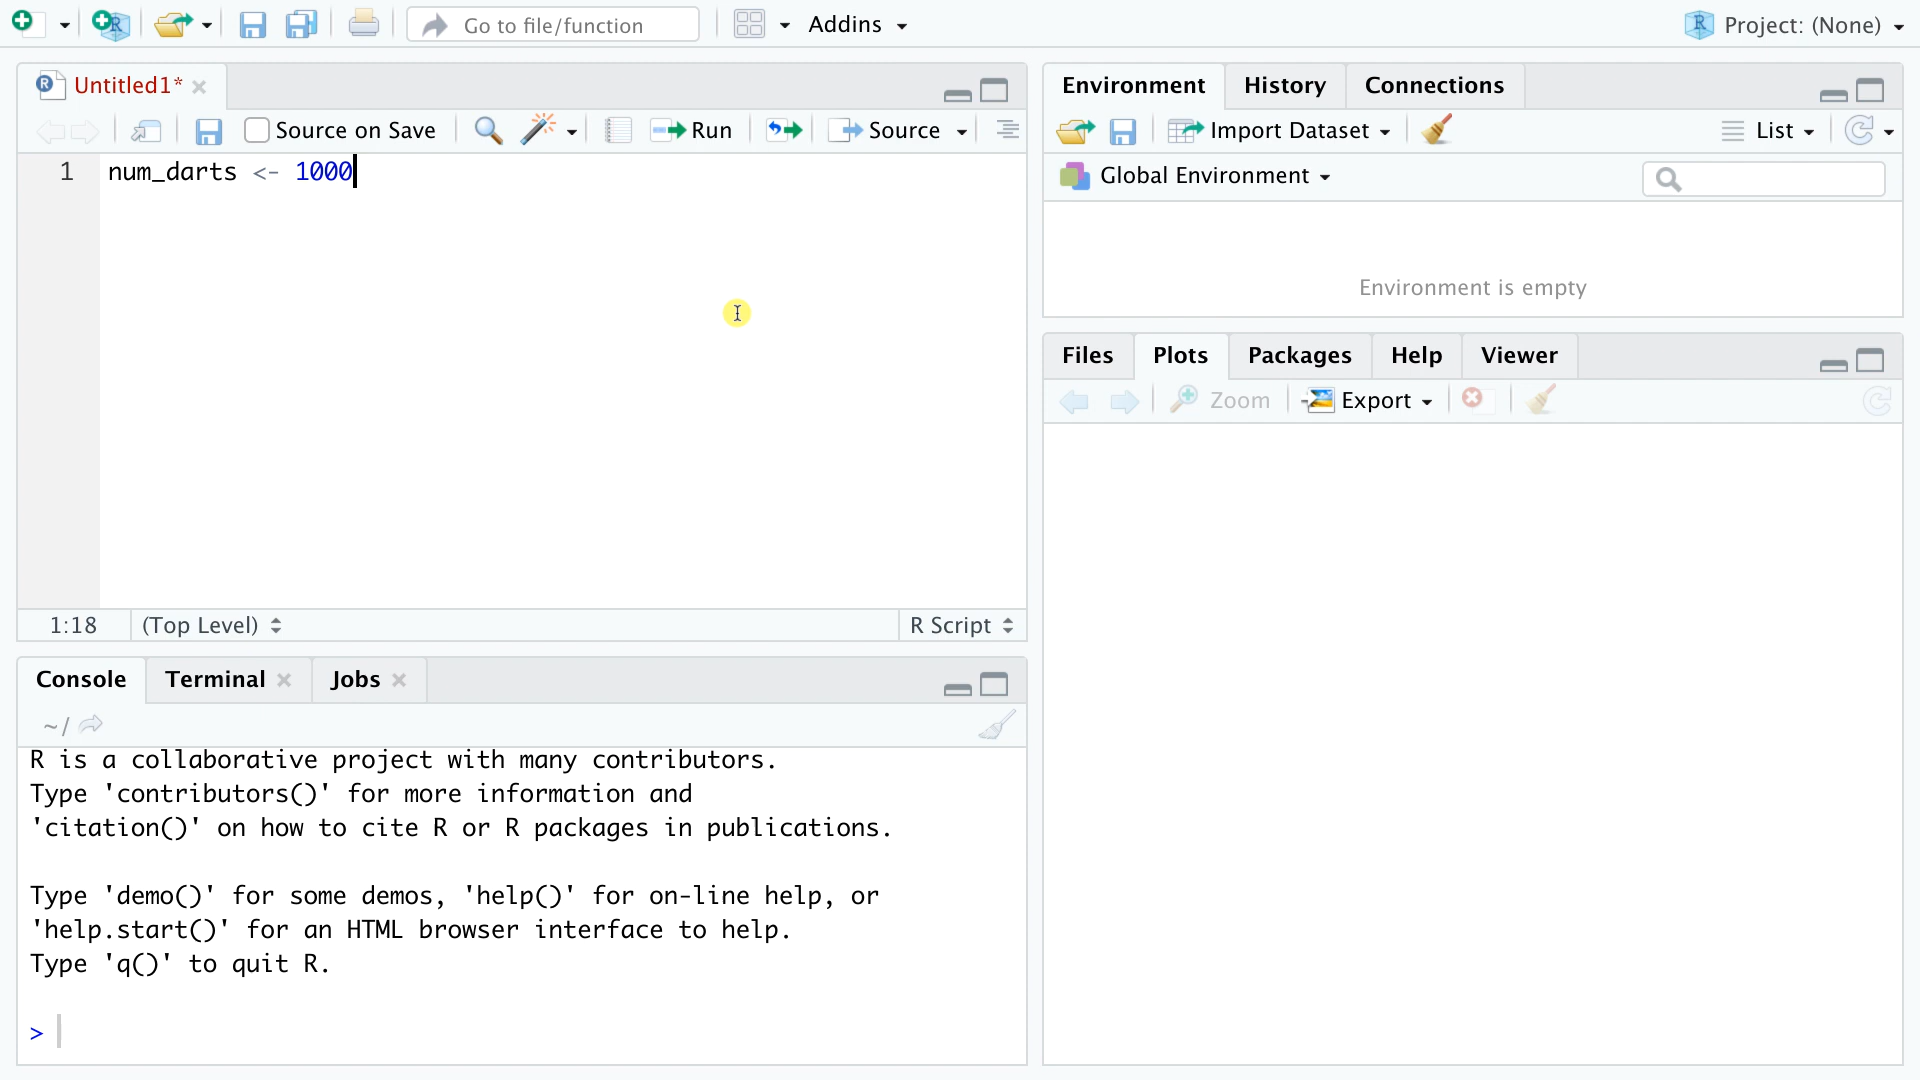 Go to file/function
Addins
Project: (None)
Untitled1*
Source on Save
Run
Source
1 num_darts <- 1000
1:18
(Top Level)
R Script
Console
Terminal
Jobs
~/
R is a collaborative project with many contributors.
Type 'contributors()' for more information and
'citation()' on how to cite R or R packages in publications.
Type 'demo()' for some demos, 'help()' for on-line help, or
'help.start()' for an HTML browser interface to help.
Type 'q()' to quit R.
>
Environment
History
Connections
Import Dataset
List
Global Environment
Environment is empty
Files
Plots
Packages
Help
Viewer
Zoom
Export